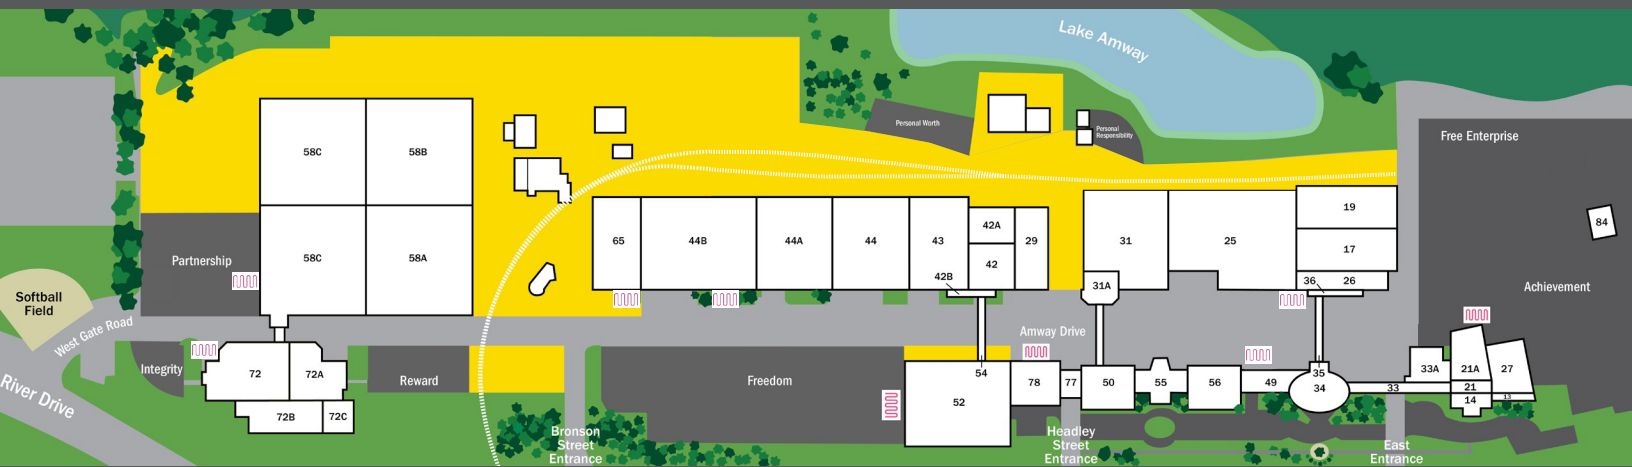 Lake Amway
Personal Worth
Personal
Responsibility
Free Enterprise
58C
58B
19
84
65
44B
44A
44
43
42A
29
31
25
17
Partnership
58C
58A
42
42B
31A
36
26
Achievement
Softball
Field
West Gate Road
Amway Drive
Integrity
72
72A
Reward
Freedom
54
78
77
50
55
56
49
35
34
33
33A
21A
27
21
14
13
River Drive
72B
72C
52
Bronson
Street
Entrance
Headley
Street
Entrance
East
Entrance